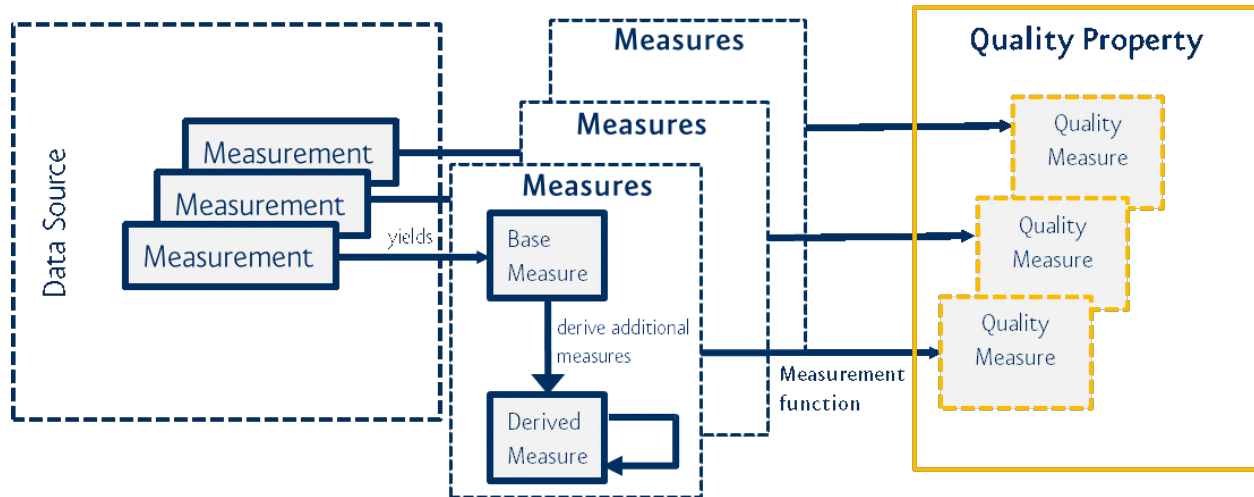 Measures
Quality Property
Measures
Quality
Measure
Measurement
Measures
Measurement
Data Source
yields
Base
Measure
Quality
Measure
Measurement
derive additional
measures
Quality
Measure
Measurement
function
Derived
Measure